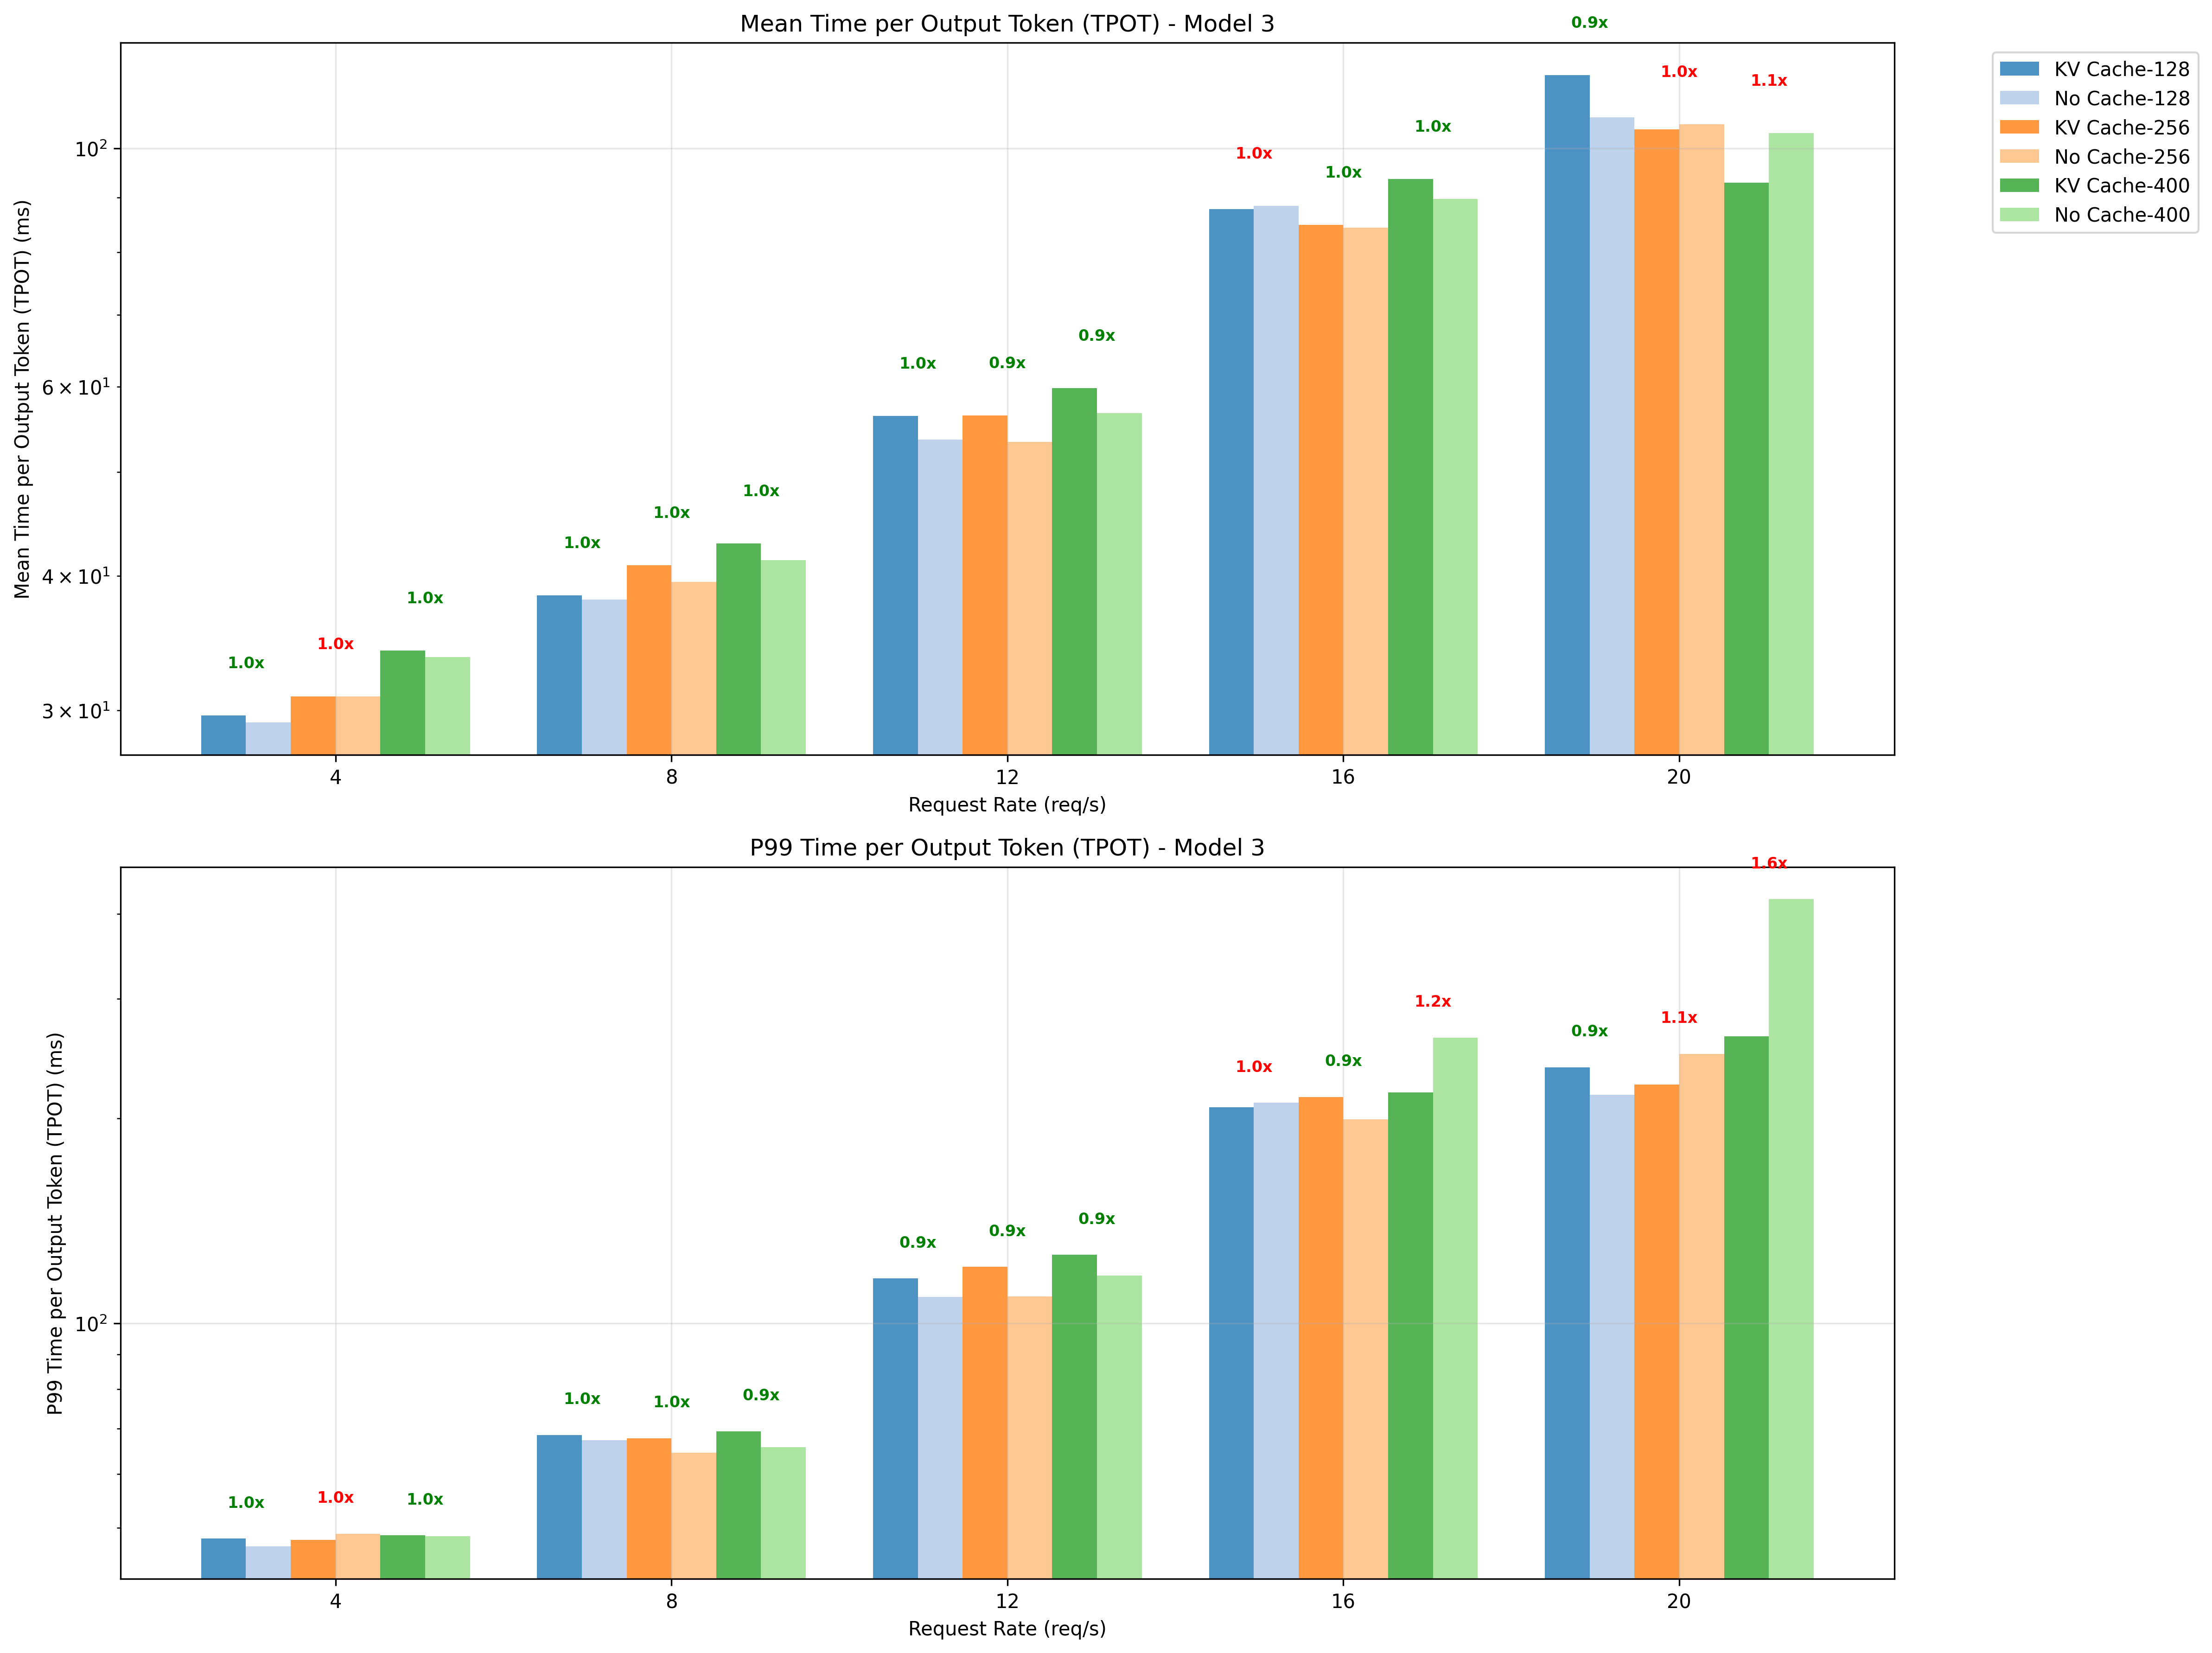 Mean Time per Output Token (TPOT) - Model 3
Mean Time per Output Token (TPOT) (ms)
10²
6 × 10¹
4 × 10¹
3 × 10¹
1.0x
1.0x
1.0x
1.0x
1.0x
1.0x
1.0x
0.9x
0.9x
1.0x
1.0x
1.0x
0.9x
1.0x
1.1x
4
8
12
16
20
Request Rate (req/s)
KV Cache-128
No Cache-128
KV Cache-256
No Cache-256
KV Cache-400
No Cache-400
P99 Time per Output Token (TPOT) - Model 3
P99 Time per Output Token (TPOT) (ms)
10²
1.0x
1.0x
1.0x
1.0x
1.0x
0.9x
0.9x
0.9x
0.9x
1.0x
0.9x
1.2x
0.9x
1.1x
1.6x
4
8
12
16
20
Request Rate (req/s)